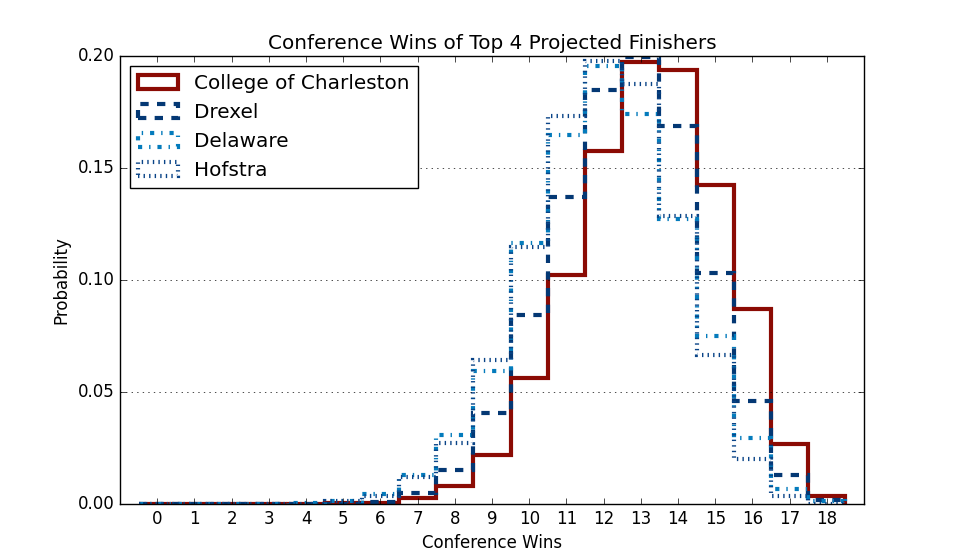 Conference Wins of Top 4 Projected Finishers
College of Charleston
Drexel
Delaware
Hofstra
0.20
0.15
0.10
0.05
0.00
Probability
0 1 2 3 4 5 6 7 8 9 10 11 12 13 14 15 16 17 18
Conference Wins